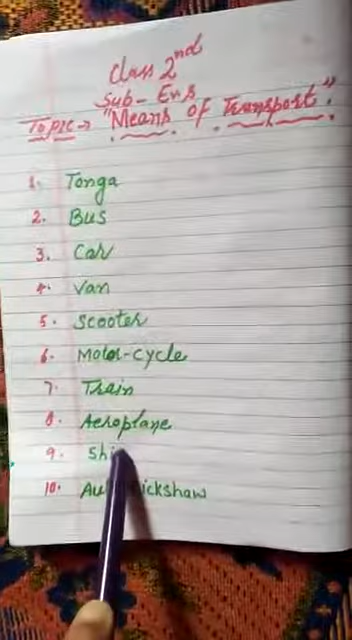 Class 2nd
Sub- Evs
Topic→ "Means of Transport".
1. Tonga
2. Bus
3. Car
4. Van
5. Scooter
6. Motor-cycle
7. Train
8. Aeroplane
9.
10.